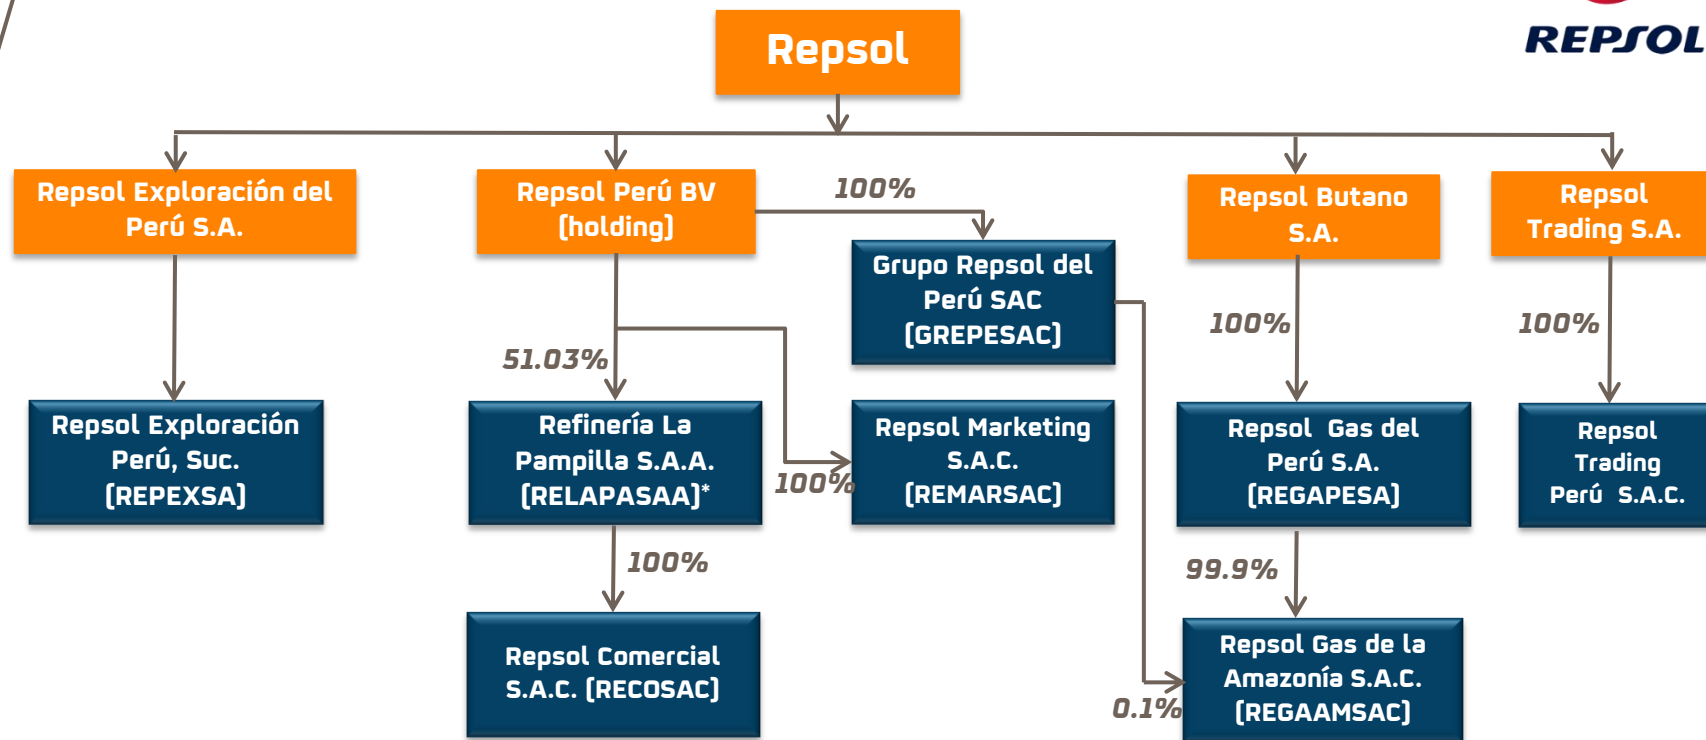 Repsol
REPSOL
Repsol Exploración del
Perú S.A.
Repsol Perú BV
(holding)
100%
Repsol Butano
S.A.
Repsol
Trading S.A.
Grupo Repsol del
Perú SAC
(GREPESAC)
51.03%
100%
100%
Repsol Exploración
Perú, Suc.
(REPEXSA)
Refinería La
Pampilla S.A.A.
(RELAPASAA)*
100%
Repsol Marketing
S.A.C.
(REMARSAC)
Repsol Gas del
Perú S.A.
(REGAPESA)
Repsol
Trading
Perú S.A.C.
100%
99.9%
Repsol Comercial
S.A.C. (RECOSAC)
0.1%
Repsol Gas de la
Amazonía S.A.C.
(REGAAMSAC)